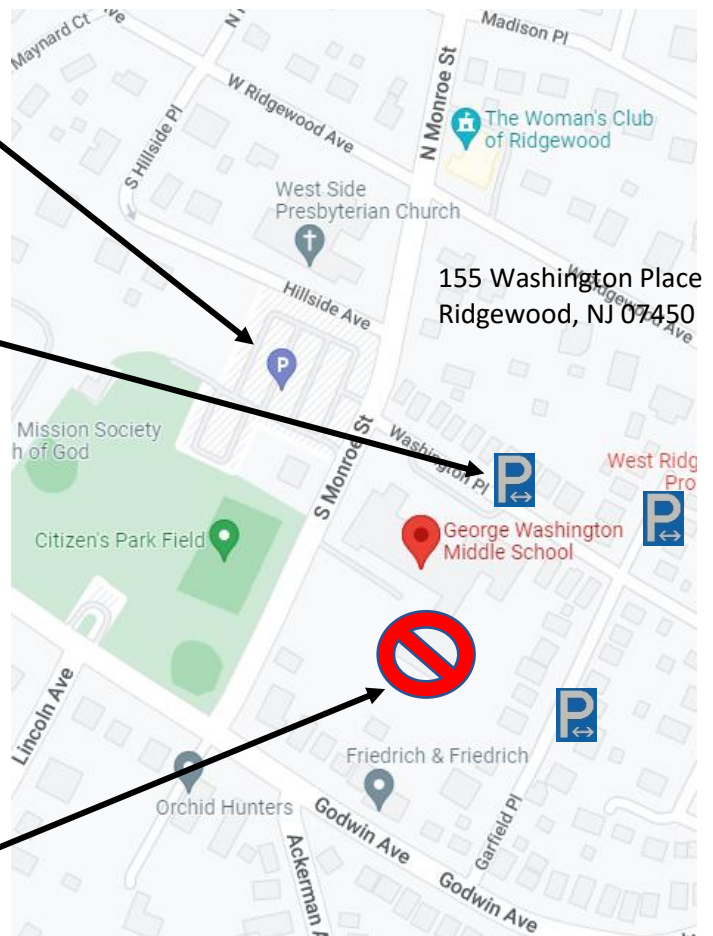 Maynard Ct
Madison Pl
W Ridgewood Ave
N Monroe St
The Woman's Club
of Ridgewood
S Hillside Pl
West Side
Presbyterian Church
155 Washington Place
Ridgewood, NJ 07450
W Ridgewood Ave
Hillside Ave
P
Mission Society
h of God
S Monroe St
Washington Pl
P
West Ridg
Pro
P
Citizen's Park Field
George Washington
Middle School
P
Lincoln Ave
Friedrich & Friedrich
Orchid Hunters
Godwin Ave
Garfield Pl
Ackerman A
Godwin Ave